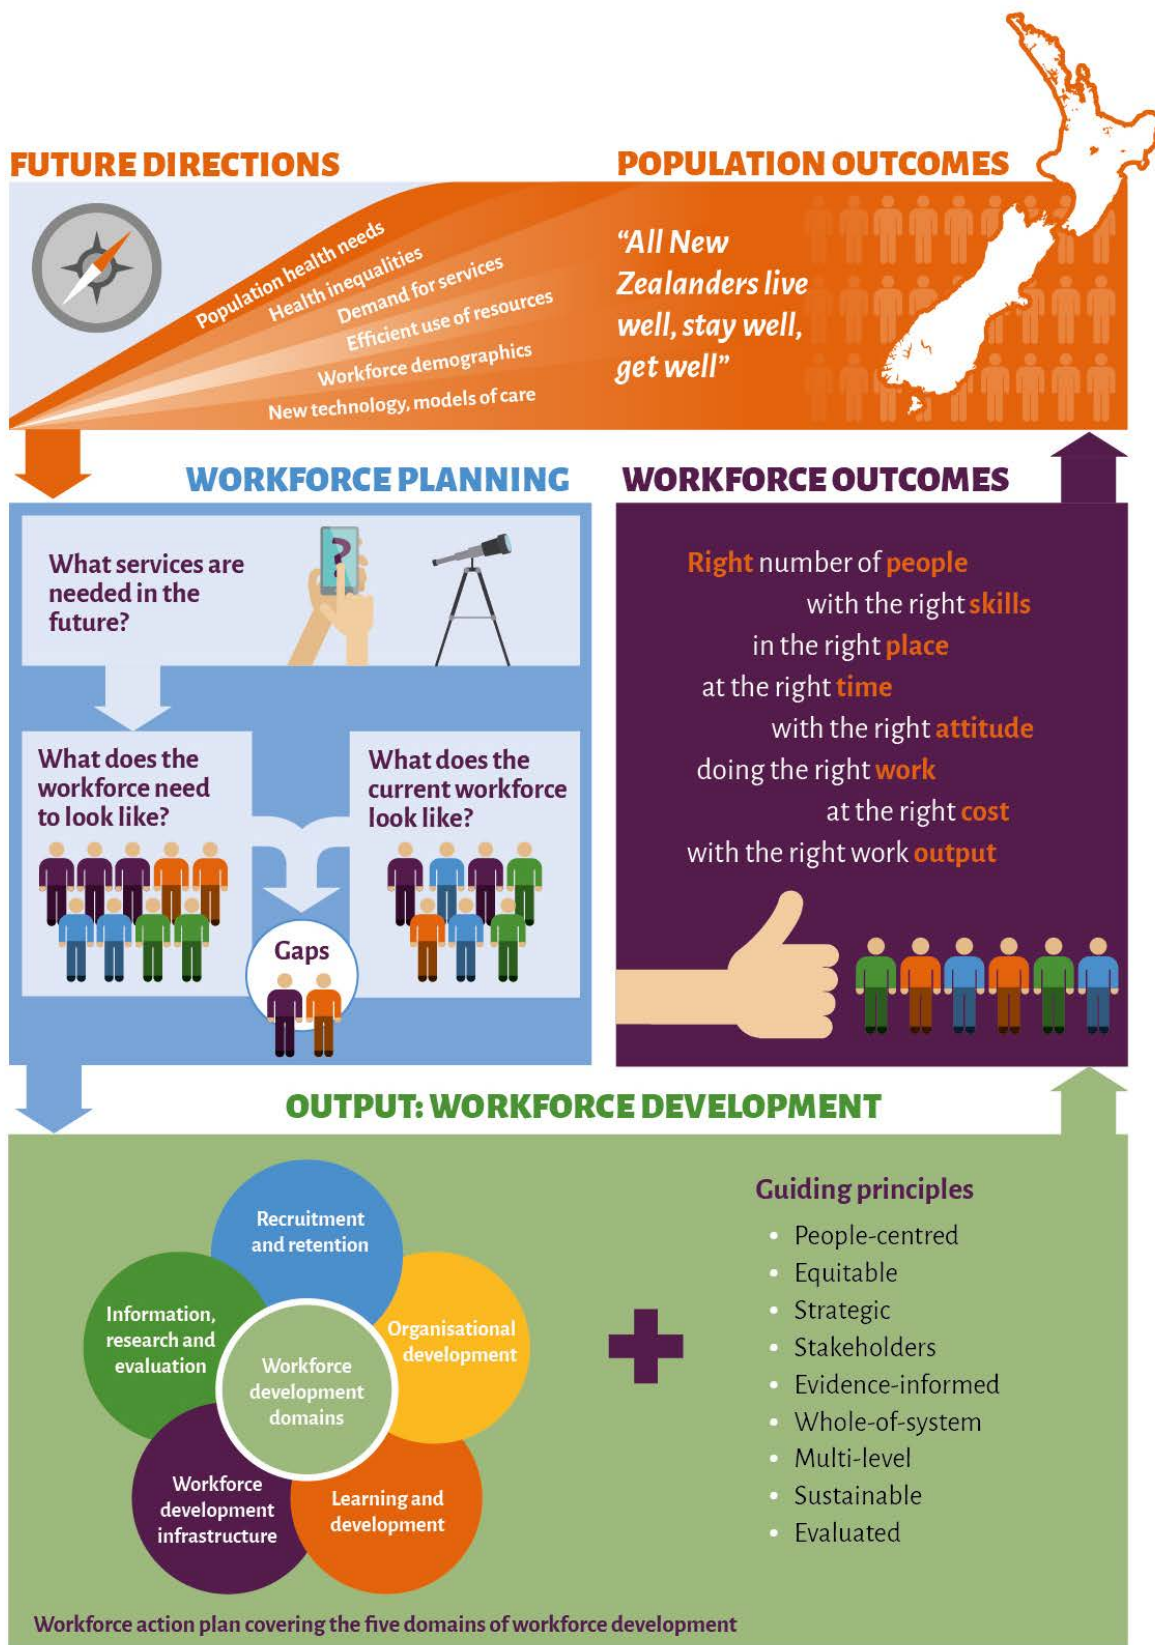 FUTURE DIRECTIONS
POPULATION OUTCOMES
Population health needs
Health inequalities
Demand for services
Efficient use of resources
Workforce demographics
New technology, models of care
“All New
Zealanders live
well, stay well,
get well”
WORKFORCE PLANNING
What services are
needed in the
future?
?
What does the
workforce need
to look like?
What does the
current workforce
look like?
Gaps
WORKFORCE OUTCOMES
Right number of people
with the right skills
in the right place
at the right time
with the right attitude
doing the right work
at the right cost
with the right work output
OUTPUT: WORKFORCE DEVELOPMENT
Recruitment
and retention
Information,
research and
evaluation
Organisational
development
Workforce
development
domains
Workforce
development
infrastructure
Learning and
development
Guiding principles
• People-centred
• Equitable
• Strategic
• Stakeholders
• Evidence-informed
• Whole-of-system
• Multi-level
• Sustainable
• Evaluated
Workforce action plan covering the five domains of workforce development